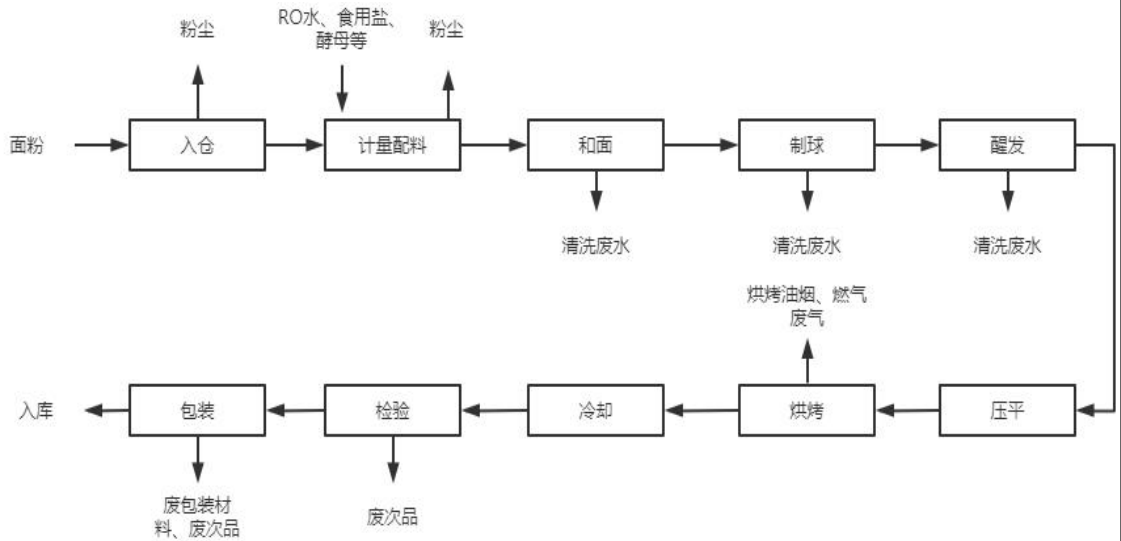 粉尘
RO水、食用盐、
酵母等
粉尘
面粉
入仓
计量配料
和面
制球
醒发
清洗废水
清洗废水
清洗废水
烘烤油烟、燃气
废气
入库
包装
检验
冷却
烘烤
压平
废包装材
料、废次品
废次品